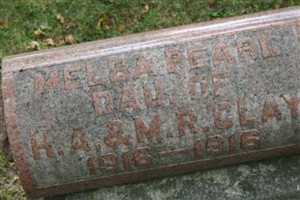 MELBA PEARL
DAU. OF
H.A. & M.R. CLAY
1916 - 1916